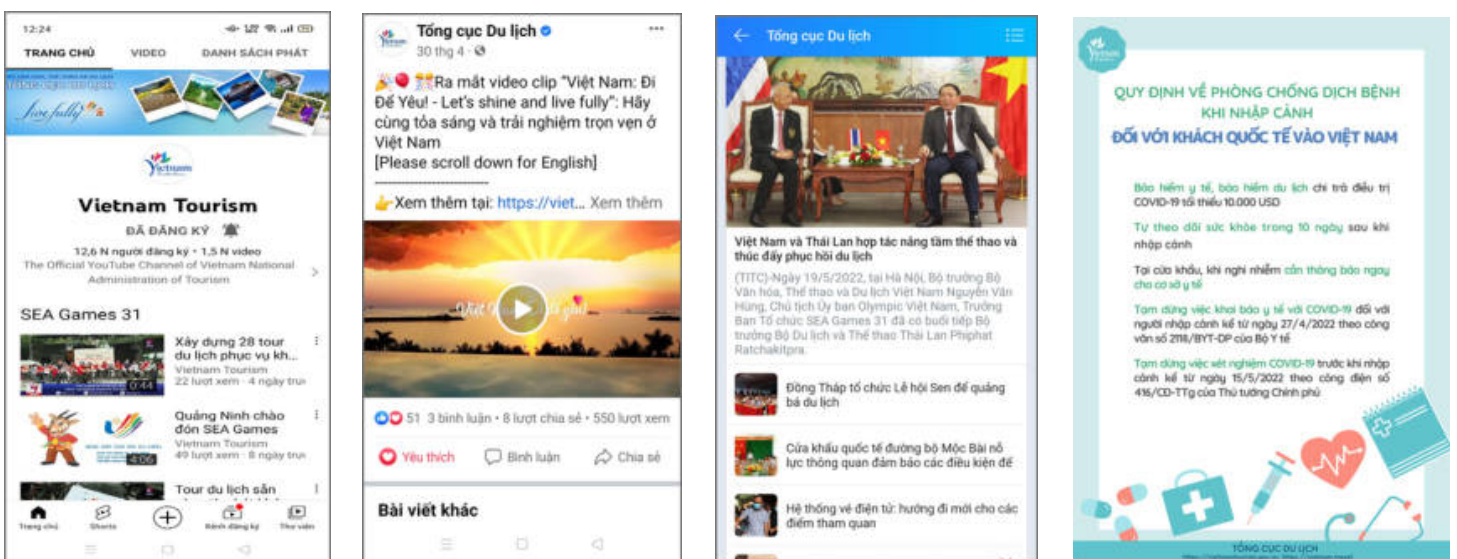 12:24
TRANG CHỦ VIDEO DANH SÁCH PHÁT
live fully
Vietnam
Vietnam Tourism
ĐÃ ĐĂNG KÝ
12,6 N người đăng ký • 1,5 N video
The Official YouTube Channel of Vietnam National
Administration of Tourism
SEA Games 31
Xây dựng 28 tour
du lịch phục vụ kh...
Vietnam Tourism
22 lượt xem · 4 ngày trướ
0:44
Quảng Ninh chào
đón SEA Games
Vietnam Tourism
49 lượt xem · 8 ngày trướ
4:06
Tour du lịch sẵn
Trang chủ Shorts Kênh đăng ký Thư viện
Tổng cục Du lịch
30 thg 4
Ra mắt video clip "Việt Nam: Đi
Để Yêu! - Let's shine and live fully": Hãy
cùng tỏa sáng và trải nghiệm trọn vẹn ở
Việt Nam
[Please scroll down for English]
Xem thêm tại: https://viet... Xem thêm
51 3 bình luận • 8 lượt chia sẻ • 550 lượt xem
Yêu thích Bình luận Chia sẻ
Bài viết khác
Tổng cục Du lịch
Việt Nam và Thái Lan hợp tác nâng tầm thể thao và
thúc đẩy phục hồi du lịch
(TITC)-Ngày 19/5/2022, tại Hà Nội, Bộ trưởng Bộ
Văn hóa, Thể thao và Du lịch Việt Nam Nguyễn Văn
Hùng, Chủ tịch Ủy ban Olympic Việt Nam, Trưởng
Ban Tổ chức SEA Games 31 đã có buổi tiếp Bộ
trưởng Bộ Du lịch và Thể thao Thái Lan Phiphat
Ratchakitpra.
Đồng Tháp tổ chức Lễ hội Sen để quảng
bá du lịch
Cửa khẩu quốc tế đường bộ Mộc Bài nỗ
lực thông quan đảm bảo các điều kiện để
Hệ thống vé điện tử: hướng đi mới cho các
điểm tham quan
Vietnam
QUY ĐỊNH VỀ PHÒNG CHỐNG DỊCH BỆNH
KHI NHẬP CẢNH
ĐỐI VỚI KHÁCH QUỐC TẾ VÀO VIỆT NAM
Bảo hiểm y tế, bảo hiểm du lịch chi trả điều trị
COVID-19 tối thiểu 10.000 USD
Tự theo dõi sức khỏe trong 10 ngày sau khi
nhập cảnh
Tại cửa khẩu, khi nghi nhiễm cần thông báo ngay
cho cơ sở y tế
Tạm dừng việc khai báo y tế với COVID-19 đối với
người nhập cảnh kể từ ngày 27/4/2022 theo công
văn số 2118/BYT-DP của Bộ Y tế
Tạm dừng việc xét nghiệm COVID-19 trước khi nhập
cảnh kể từ ngày 15/5/2022 theo công điện số
416/CĐ-TTg của Thủ tướng Chính phủ
TỔNG CỤC DU LỊCH